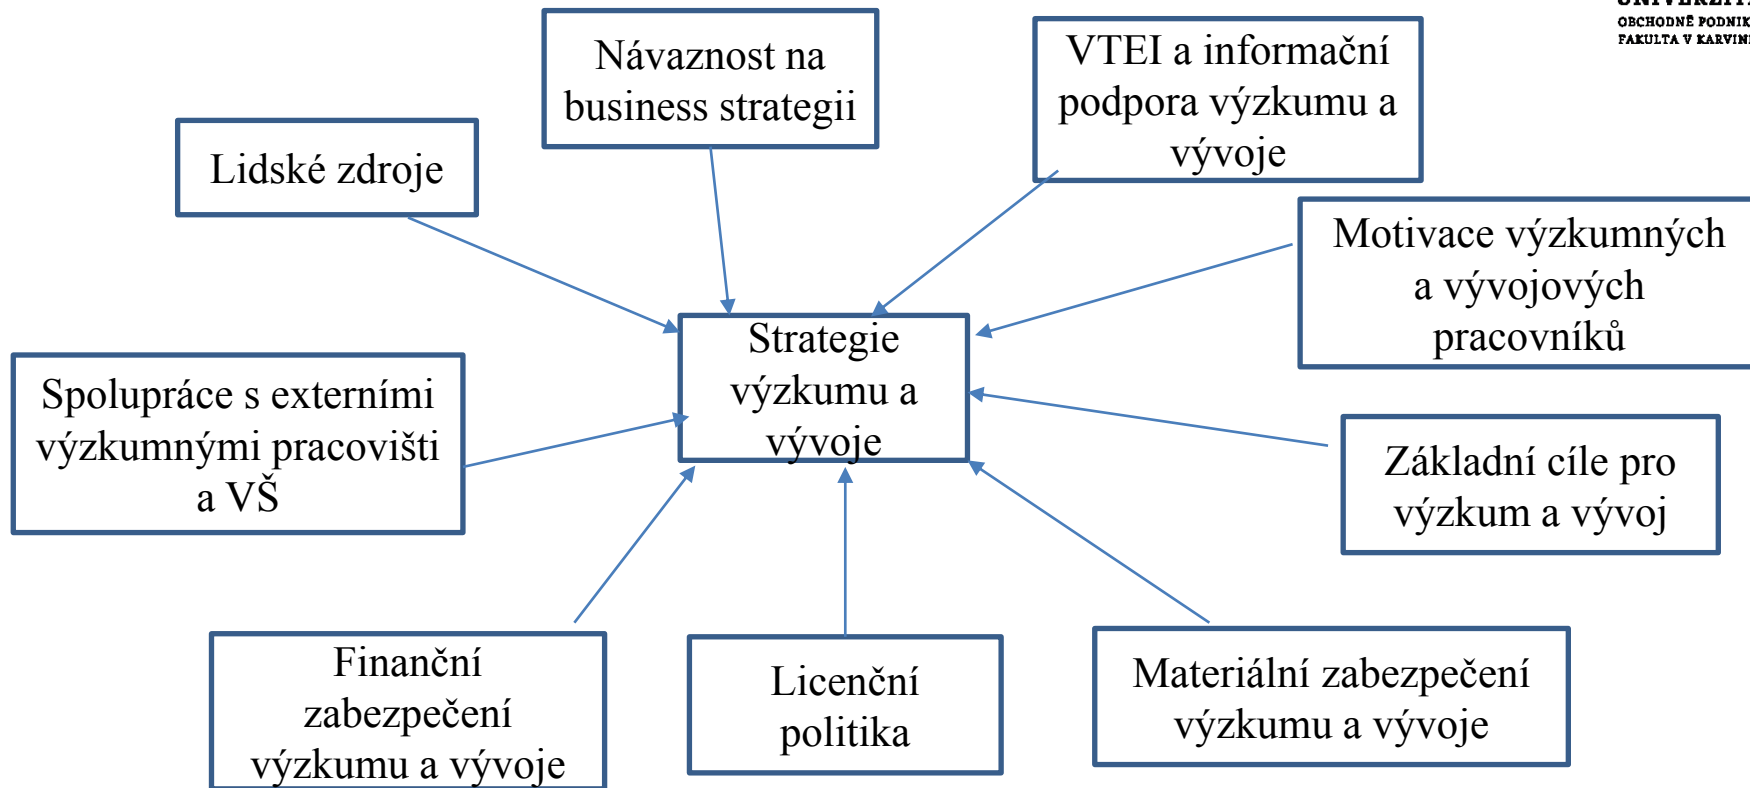 OBCHODNĚ PODNIK
FAKULTA V KARVIN
Návaznost na
business strategii
VTEI a informační
podpora výzkumu a
vývoje
Lidské zdroje
Motivace výzkumných
a vývojových
pracovníků
Strategie
výzkumu a
vývoje
Spolupráce s externími
výzkumnými pracovišti
a VŠ
Základní cíle pro
výzkum a vývoj
Finanční
zabezpečení
výzkumu a vývoje
Licenční
politika
Materiální zabezpečení
výzkumu a vývoje